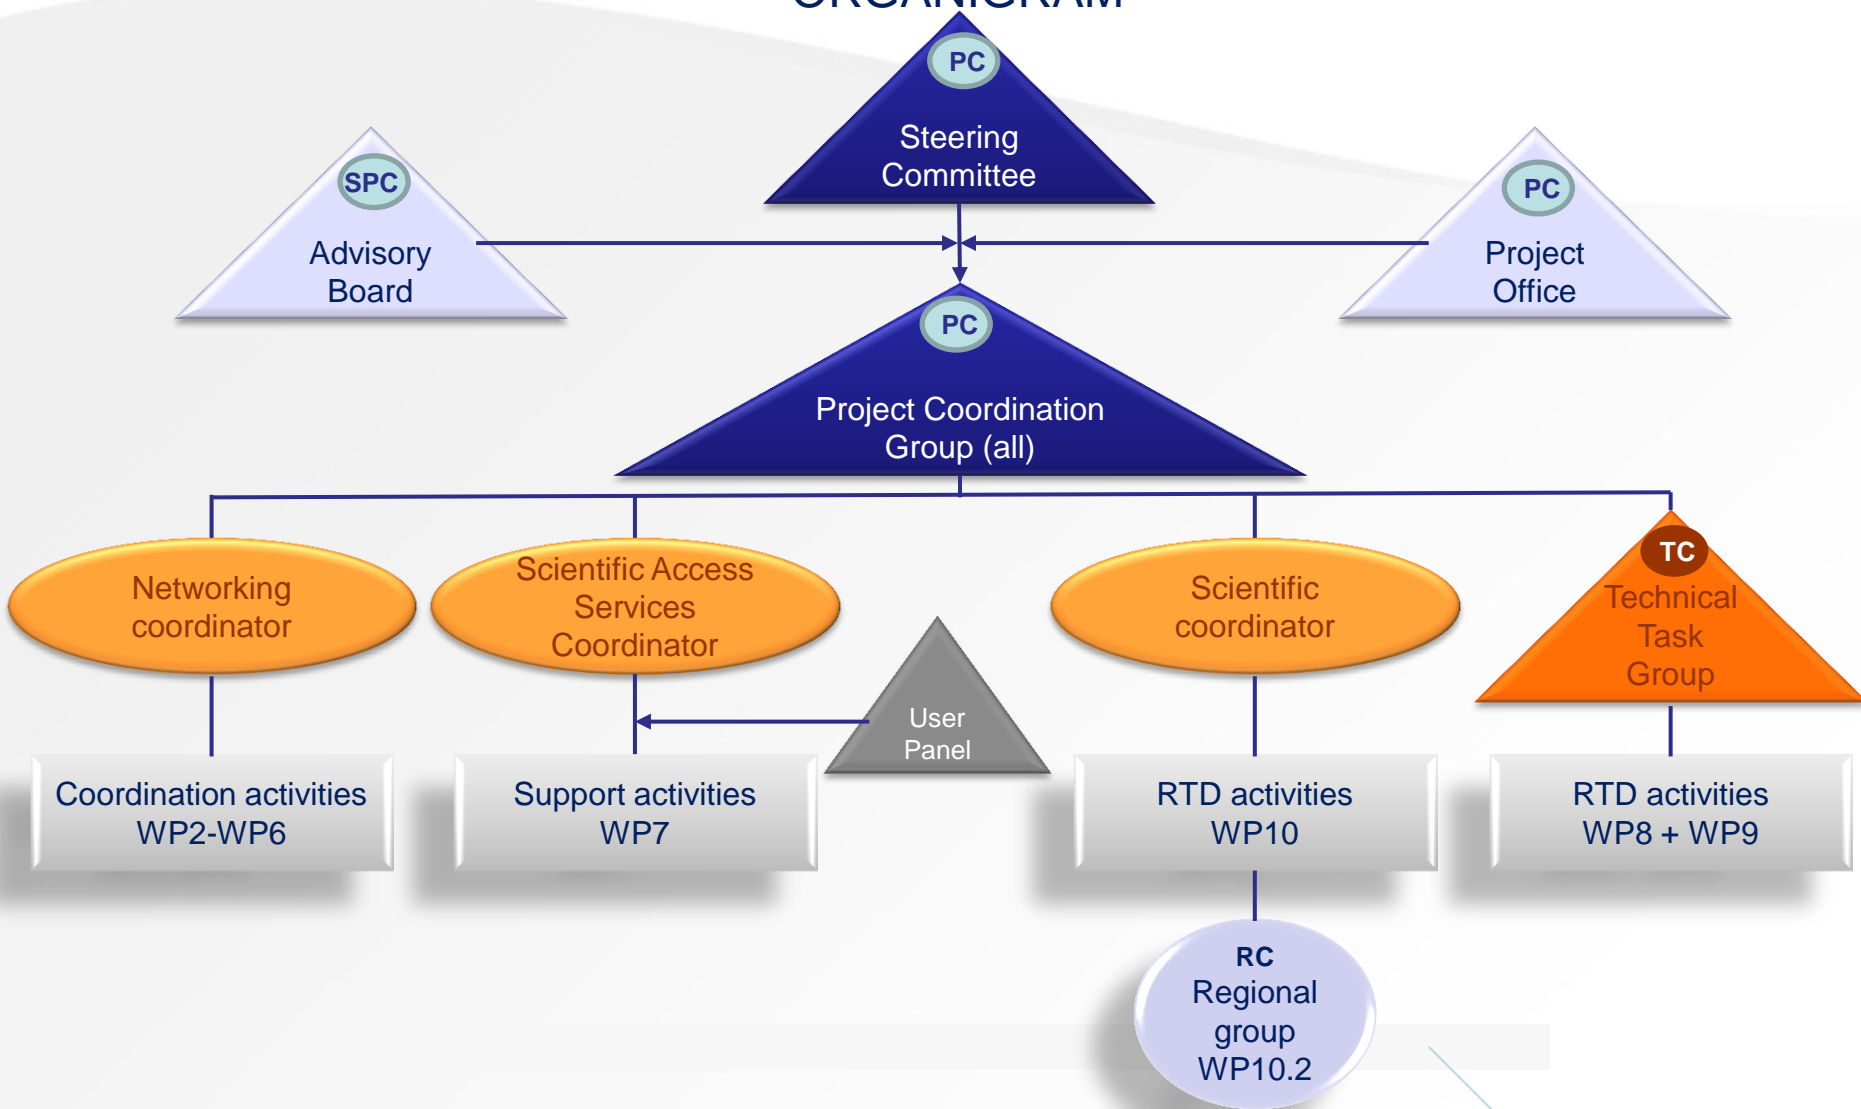 ORGANIGRAM
PC
Steering
Committee
SPC
Advisory
Board
PC
Project
Office
PC
Project Coordination
Group (all)
Networking
coordinator
Scientific Access
Services
Coordinator
Scientific
coordinator
TC
Technical
Task
Group
User
Panel
Coordination activities
WP2-WP6
Support activities
WP7
RTD activities
WP10
RTD activities
WP8 + WP9
RC
Regional
group
WP10.2